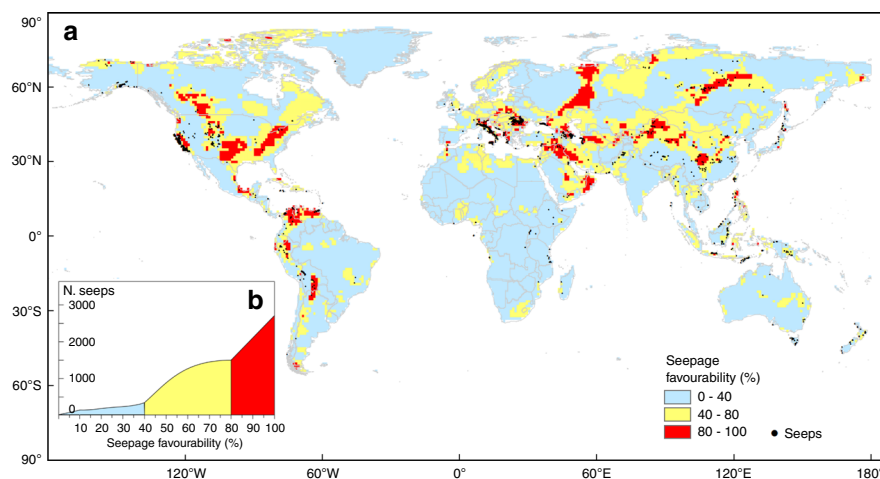 90°
a
60°N
30°N
0°
30°S
60°S
90°
120°W
60°W
0°
60°E
120°E
180°
b
N. seeps
3000
2000
1000
0
10 20 30 40 50 60 70 80 90 100
Seepage favourability (%)
Seepage
favourability (%)
0 - 40
40 - 80
80 - 100
Seeps